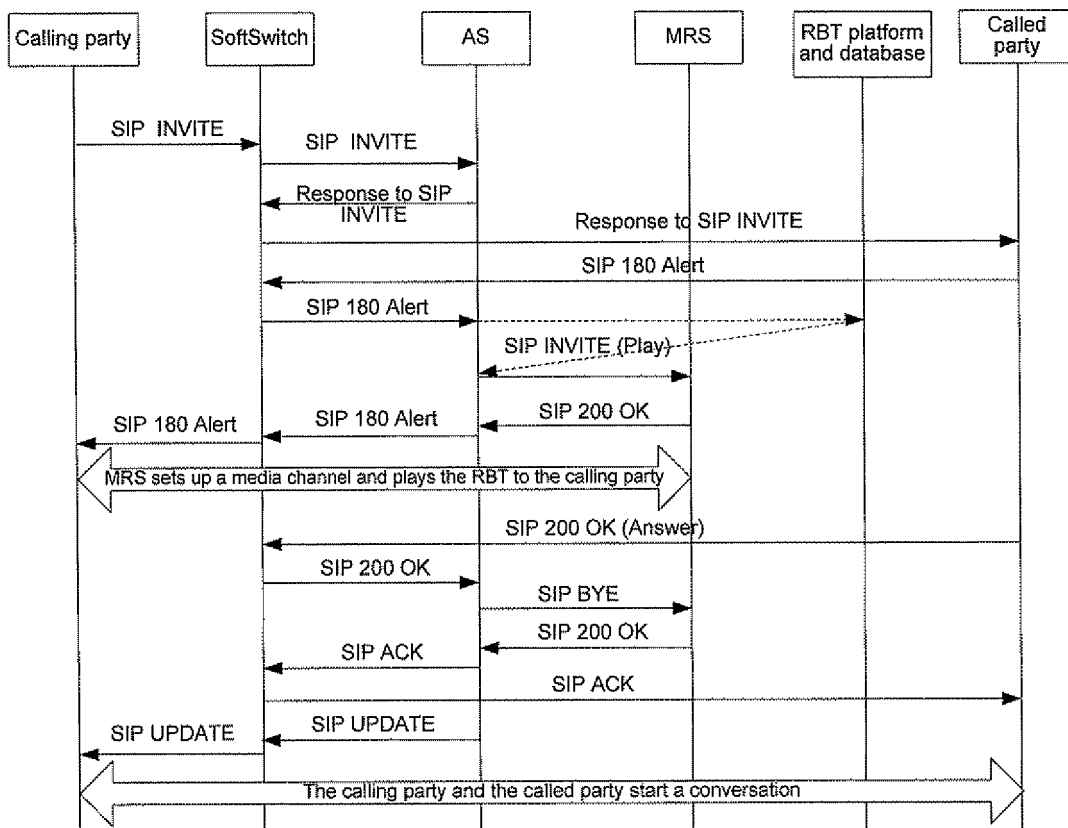 Calling party
SoftSwitch
AS
MRS
RBT platform
and database
Called
party
SIP INVITE
SIP INVITE
Response to SIP
INVITE
Response to SIP INVITE
SIP 180 Alert
SIP 180 Alert
SIP INVITE (Play)
SIP 200 OK
SIP 180 Alert
SIP 180 Alert
MRS sets up a media channel and plays the RBT to the calling party
SIP 200 OK (Answer)
SIP 200 OK
SIP BYE
SIP 200 OK
SIP ACK
SIP ACK
SIP UPDATE
SIP UPDATE
The calling party and the called party start a conversation